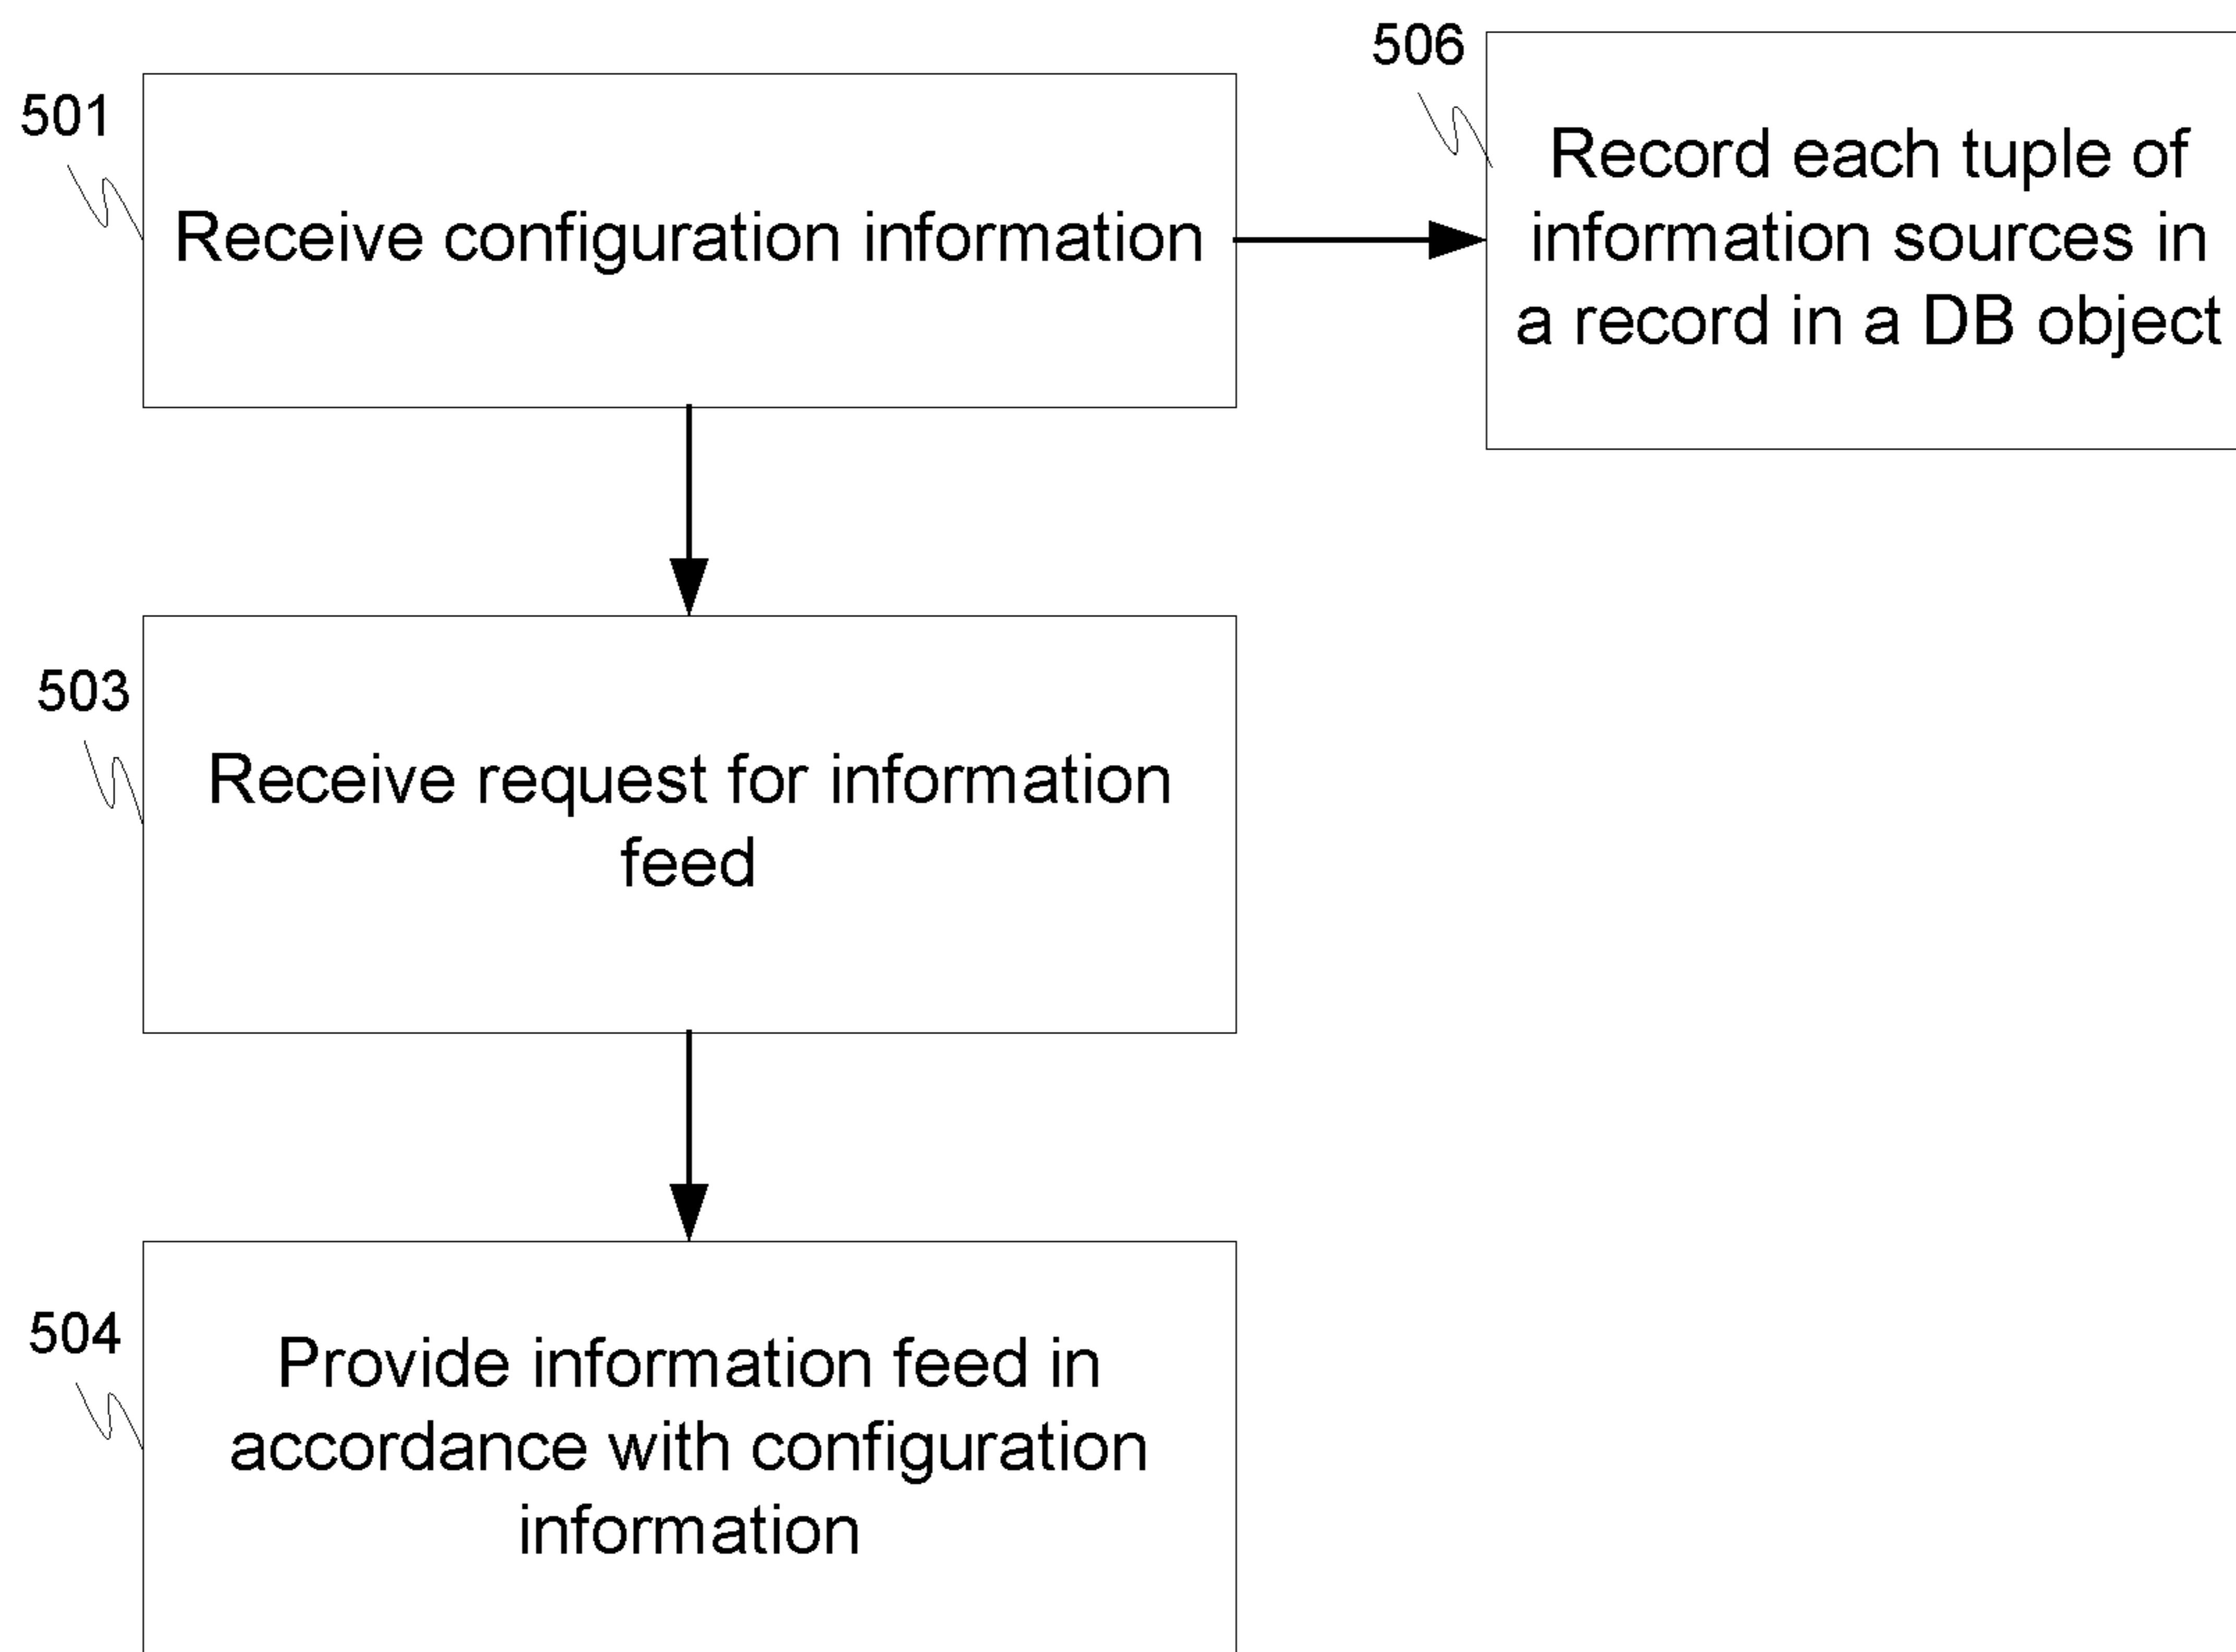 501
Receive configuration information
506
Record each tuple of
information sources in
a record in a DB object
503
Receive request for information
feed
504
Provide information feed in
accordance with configuration
information